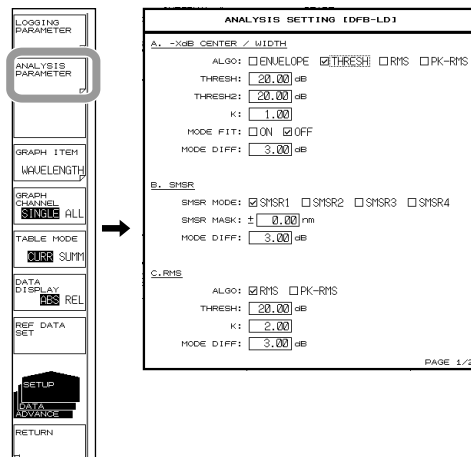 LOGGING
PARAMETER
ANALYSIS
PARAMETER
GRAPH ITEM
WAVELENGTH
GRAPH
CHANNEL
SINGLE ALL
TABLE MODE
CURR SUMM
DATA
DISPLAY
ABS REL
REF DATA
SET
SETUP
DATA
ADVANCE
RETURN
ANALYSIS SETTING [DFB-LD]
A. -XdB CENTER / WIDTH
ALGO: ☐ENVELOPE ☑THRESH ☐RMS ☐PK-RMS
THRESH: 20.00 dB
THRESH2: 20.00 dB
K: 1.00
MODE FIT: ☐ON ☑OFF
MODE DIFF: 3.00 dB
B. SMSR
SMSR MODE: ☑SMSR1 ☐SMSR2 ☐SMSR3 ☐SMSR4
SMSR MASK: ± 0.00 nm
MODE DIFF: 3.00 dB
C.RMS
ALGO: ☑RMS ☐PK-RMS
THRESH: 20.00 dB
K: 2.00
MODE DIFF: 3.00 dB
PAGE 1/2